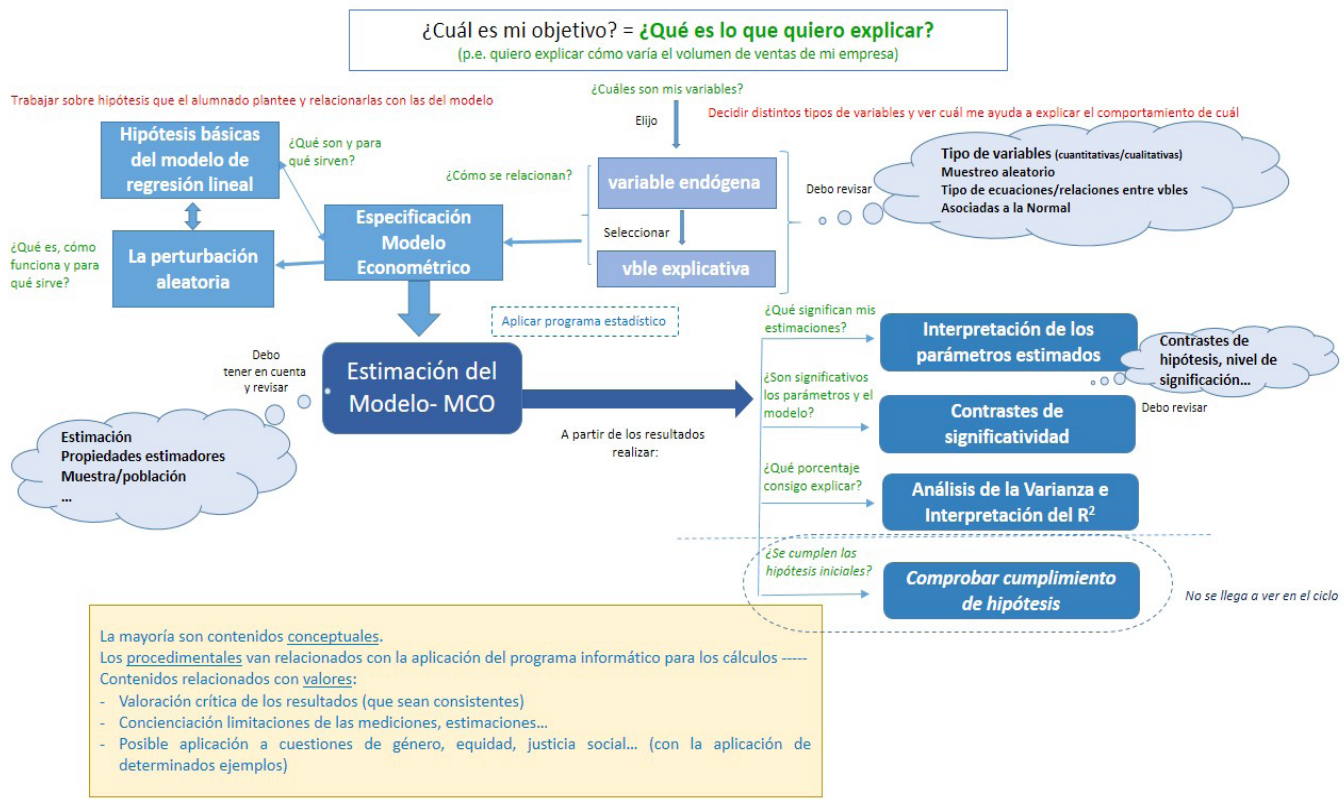 ¿Cuál es mi objetivo? = ¿Qué es lo que quiero explicar?
(p.e. quiero explicar cómo varía el volumen de ventas de mi empresa)
¿Cuáles son mis variables?
Trabajar sobre hipótesis que el alumnado plantee y relacionarlas con las del modelo
Elijo
Decidir distintos tipos de variables y ver cuál me ayuda a explicar el comportamiento de cuál
Hipótesis básicas
del modelo de
regresión lineal
¿Qué son y para
qué sirven?
¿Cómo se relacionan?
variable endógena
Seleccionar
vble explicativa
Debo revisar
Tipo de variables (cuantitativas/cualitativas)
Muestreo aleatorio
Tipo de ecuaciones/relaciones entre vbles
Asociadas a la Normal
Especificación
Modelo
Econométrico
¿Qué es, cómo
funciona y para
qué sirve?
La perturbación
aleatoria
Aplicar programa estadístico
Debo
tener en cuenta
y revisar
Estimación del
Modelo- MCO
Estimación
Propiedades estimadores
Muestra/población
...
A partir de los resultados
realizar:
¿Qué significan mis
estimaciones?
Interpretación de los
parámetros estimados
Contrastes de
hipótesis, nivel de
significación...
Debo revisar
¿Son significativos
los parámetros y el
modelo?
Contrastes de
significatividad
¿Qué porcentaje
consigo explicar?
Análisis de la Varianza e
Interpretación del R²
¿Se cumplen las
hipótesis iniciales?
Comprobar cumplimiento
de hipótesis
No se llega a ver en el ciclo
La mayoría son contenidos conceptuales.
Los procedimentales van relacionados con la aplicación del programa informático para los cálculos -----
Contenidos relacionados con valores:
- Valoración crítica de los resultados (que sean consistentes)
- Concienciación limitaciones de las mediciones, estimaciones...
- Posible aplicación a cuestiones de género, equidad, justicia social... (con la aplicación de
determinados ejemplos)